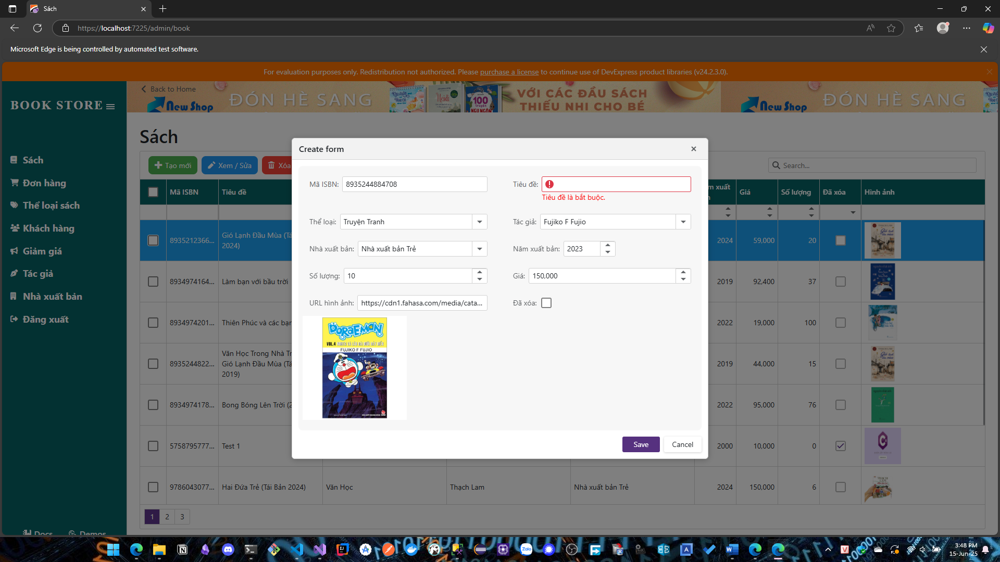 Sách
https://localhost:7225/admin/book
Microsoft Edge is being controlled by automated test software.
For evaluation purposes only. Redistribution not authorized. Please purchase a license to continue use of DevExpress product libraries (v24.2.3.0).
BOOK STORE
Sách
Đơn hàng
Thể loại sách
Khách hàng
Giảm giá
Tác giả
Nhà xuất bản
Đăng xuất
Docs Demos
Back to Home
New Shop
ĐÓN HÈ SANG
Heidi
100
VỚI CÁC ĐẦU SÁCH
THIẾU NHI CHO BÉ
New Shop
ĐÓN HÈ SANG
Sách
Tạo mới Xem / Sửa Xóa
Search...
Mã ISBN Tiêu đề m xuất Giá Số lượng Đã xóa Hình ảnh
8935212366... Gió Lạnh Đầu Mùa (Tá
2024) 2024 59,000 20
8934974164... Làm bạn với bầu trời 2019 92,400 37
8934974201... Thiên Phúc và các bạn 2022 19,000 100
8935244822... Văn Học Trong Nhà Tr
Gió Lạnh Đầu Mùa (Tá
2019) 2019 44,000 15
8934974178... Bong Bóng Lên Trời (2 2022 95,000 76
5758795777... Test 1 2000 10,000 0
9786043077... Hai Đứa Trẻ (Tái Bản 2024) Văn Học Thạch Lam Nhà xuất bản Trẻ 2024 150,000 6
1 2 3
Create form
Mã ISBN: 8935244884708
Tiêu đề:
Tiêu đề là bắt buộc.
Thể loại: Truyện Tranh
Tác giả: Fujiko F Fujio
Nhà xuất bản: Nhà xuất bản Trẻ
Năm xuất bản: 2023
Số lượng: 10
Giá: 150,000
URL hình ảnh: https://cdn1.fahasa.com/media/cata...
Đã xóa:
DORAEMON
VOL.4
FUJIKO F FUJIO
Save Cancel
3:48 PM
15-Jun-25